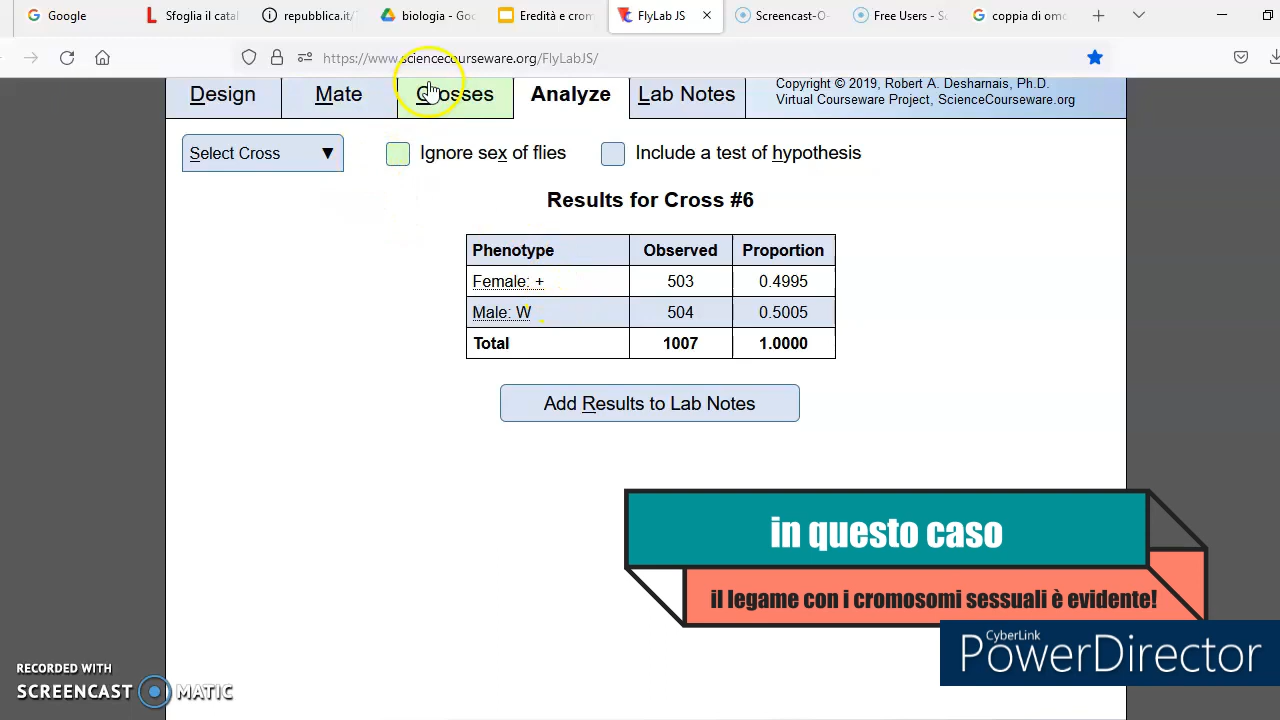 Google
Sfoglia il catal
repubblica.it/
biologia - Goo
Eredità e crom
FlyLab JS
Screencast-O-
Free Users - Sc
coppia di omo
https://www.sciencecourseware.org/FlyLabJS/
Design
Mate
Crosses
Analyze
Lab Notes
Copyright © 2019, Robert A. Desharnais, Ph.D.
Virtual Courseware Project, ScienceCourseware.org
Select Cross ▼
Ignore sex of flies
Include a test of hypothesis
Results for Cross #6
Phenotype Observed Proportion
Female: + 503 0.4995
Male: W 504 0.5005
Total 1007 1.0000
Add Results to Lab Notes
in questo caso
il legame con i cromosomi sessuali è evidente!
CyberLink
PowerDirector
RECORDED WITH
SCREENCAST MATIC